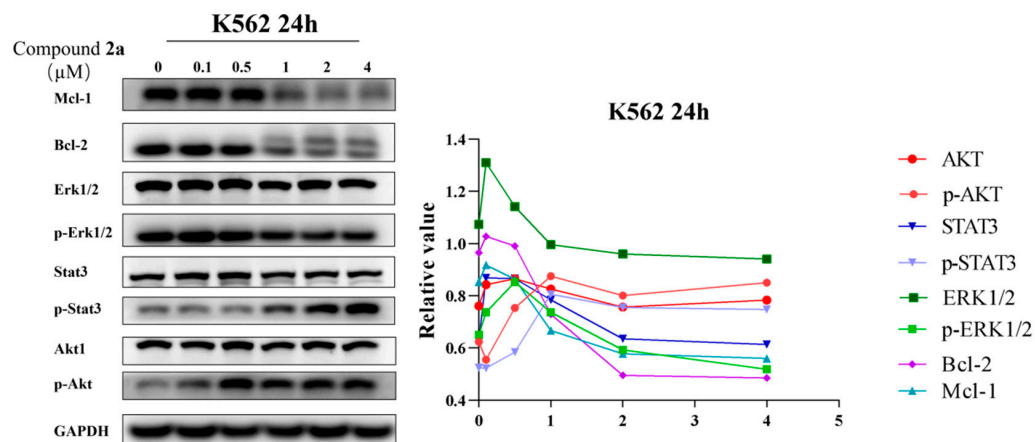 K562 24h
Compound 2a
(μM)
0 0.1 0.5 1 2 4
Mcl-1
Bcl-2
Erk1/2
p-Erk1/2
Stat3
p-Stat3
Akt1
p-Akt
GAPDH
K562 24h
Relative value
1.4
1.2
1.0
0.8
0.6
0.4
0 1 2 3 4 5
AKT
p-AKT
STAT3
p-STAT3
ERK1/2
p-ERK1/2
Bcl-2
Mcl-1